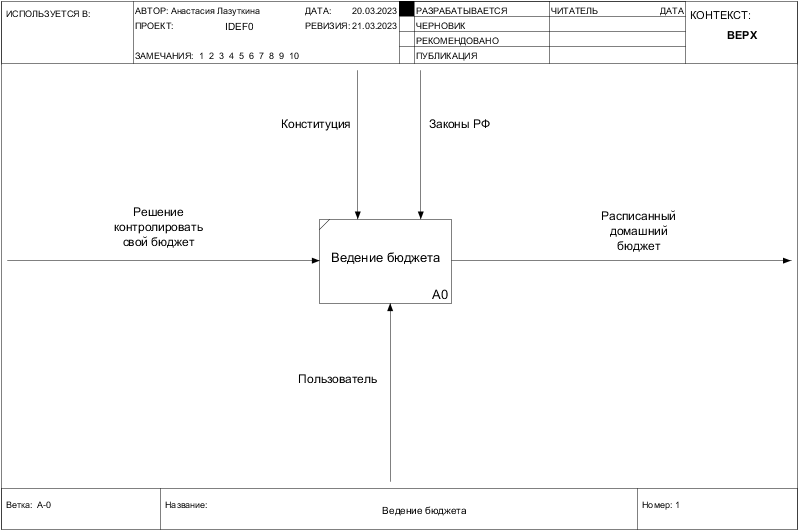 ИСПОЛЬЗУЕТСЯ В:
АВТОР: Анастасия Лазуткина
ДАТА: 20.03.2023
РАЗРАБАТЫВАЕТСЯ
ЧИТАТЕЛЬ
ДАТА
КОНТЕКСТ:
ПРОЕКТ: IDEF0
РЕВИЗИЯ: 21.03.2023
ЧЕРНОВИК
ВЕРХ
РЕКОМЕНДОВАНО
ЗАМЕЧАНИЯ: 1 2 3 4 5 6 7 8 9 10
ПУБЛИКАЦИЯ
Конституция
Законы РФ
Решение
контролировать
свой бюджет
Расписанный
домашний
бюджет
Ведение бюджета
A0
Пользователь
Ветка: A-0
Название:
Ведение бюджета
Номер: 1